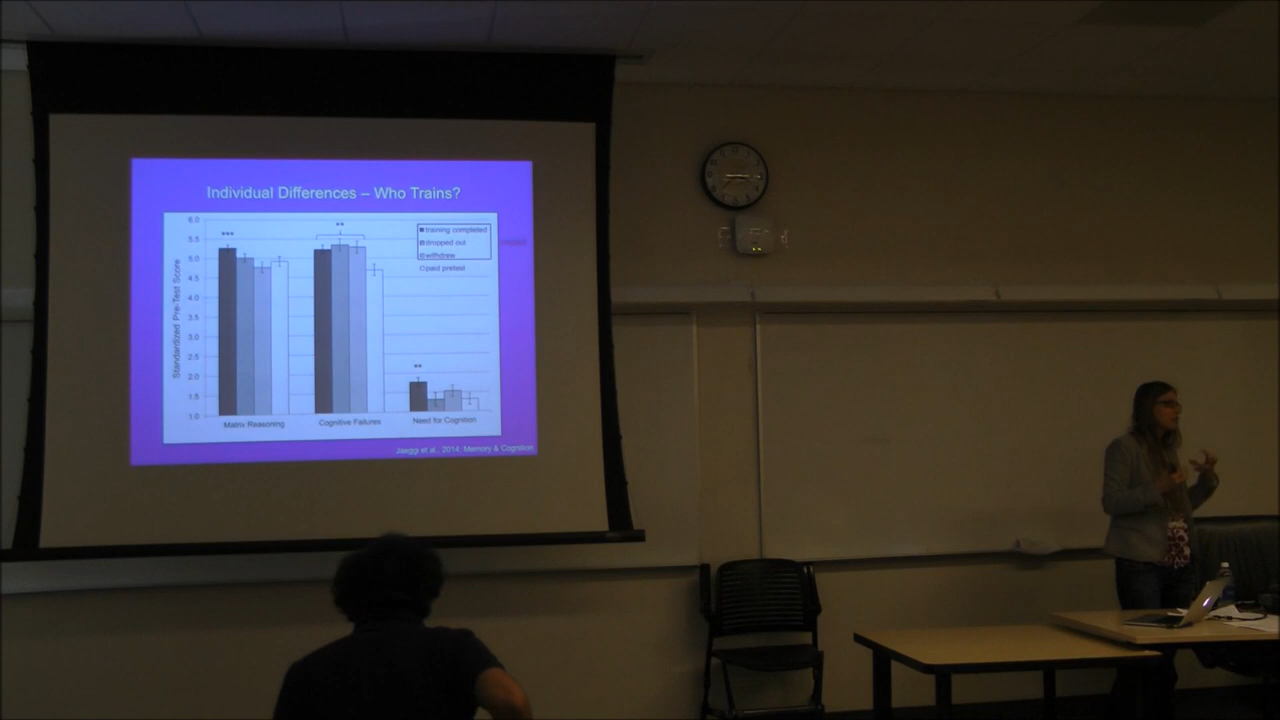 Individual Differences – Who Trains?
Standardized Pre-Test Score
6.0
5.5
5.0
4.5
4.0
3.5
3.0
2.5
2.0
1.5
1.0
***
**
**
training completed
dropped out
withdrew
paid pretest
Matrix Reasoning
Cognitive Failures
Need for Cognition
Jaeggi et al., 2014, Memory & Cognition